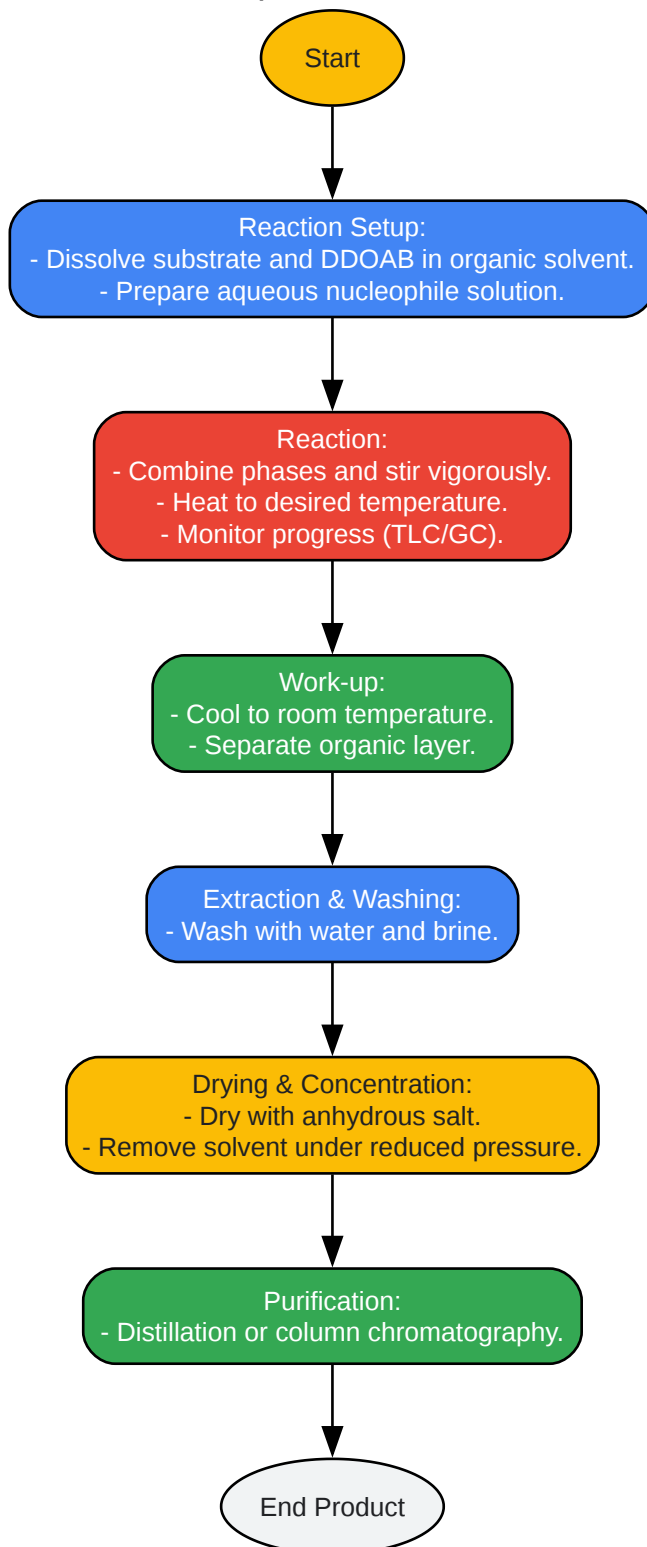 Start
Reaction Setup:
- Dissolve substrate and DDOAB in organic solvent.
- Prepare aqueous nucleophile solution.
Reaction:
- Combine phases and stir vigorously.
- Heat to desired temperature.
- Monitor progress (TLC/GC).
Work-up:
- Cool to room temperature.
- Separate organic layer.
Extraction & Washing:
- Wash with water and brine.
Drying & Concentration:
- Dry with anhydrous salt.
- Remove solvent under reduced pressure.
Purification:
- Distillation or column chromatography.
End Product